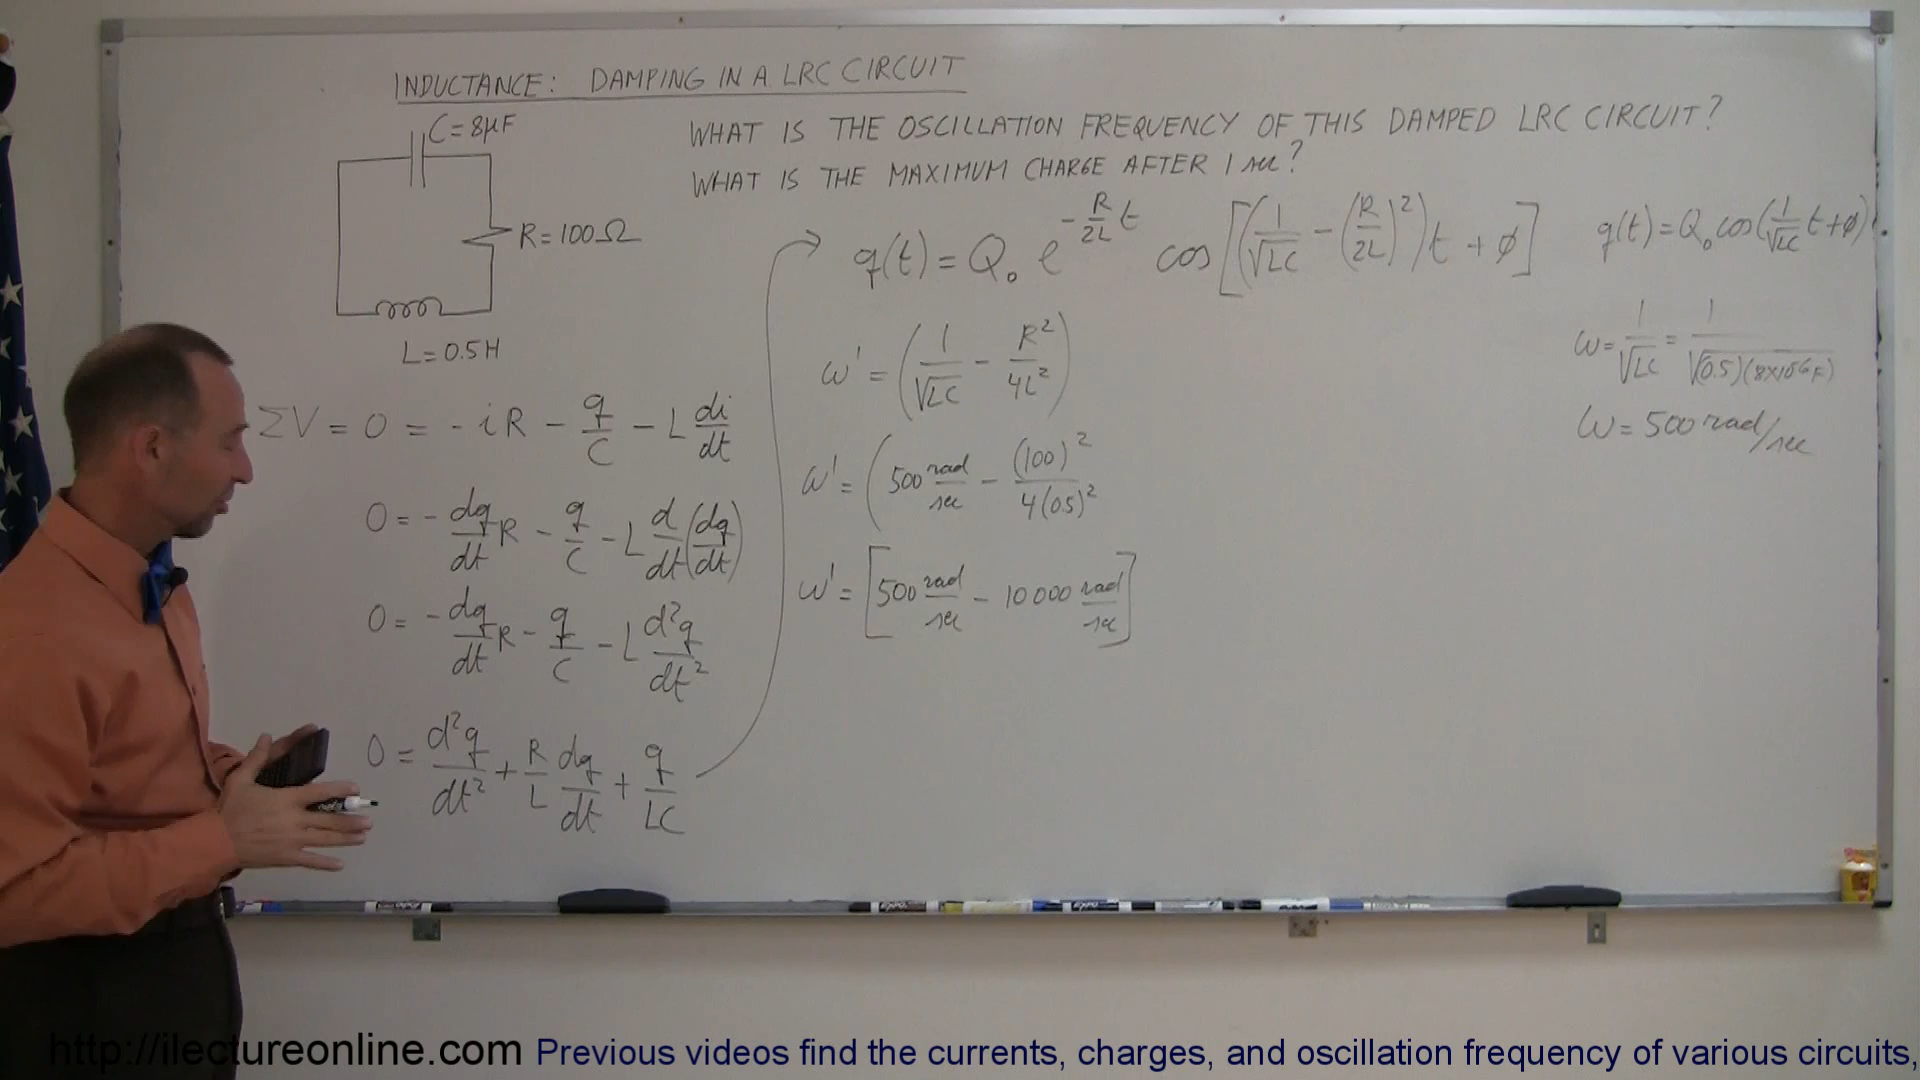 INDUCTANCE: DAMPING IN A LRC CIRCUIT
C=8μF
R=100Ω
L=0.5H
WHAT IS THE OSCILLATION FREQUENCY OF THIS DAMPED LRC CIRCUIT?
WHAT IS THE MAXIMUM CHARGE AFTER 1 sec?
ΣV = 0 = -iR - q/C - L di/dt
0 = - dq/dt R - q/C - L d/dt (dq/dt)
0 = - dq/dt R - q/C - L d²q/dt²
0 = d²q/dt² + R/L dq/dt + q/LC
q(t) = Q₀ e^(-R/2L t) cos[(1/√LC - (R/2L)²)t + ϕ]
ω' = (1/√LC - R²/4L²)
ω' = (500 rad/sec - (100)²/4(0.5)²
ω' = [500 rad/sec - 10000 rad/sec]
q(t) = Q₀ cos(1/√LC t + ϕ)
ω = 1/√LC = 1/√(0.5)(8×10⁻⁶F)
ω = 500 rad/sec
http://ilectureonline.com Previous videos find the currents, charges, and oscillation frequency of various circuits,